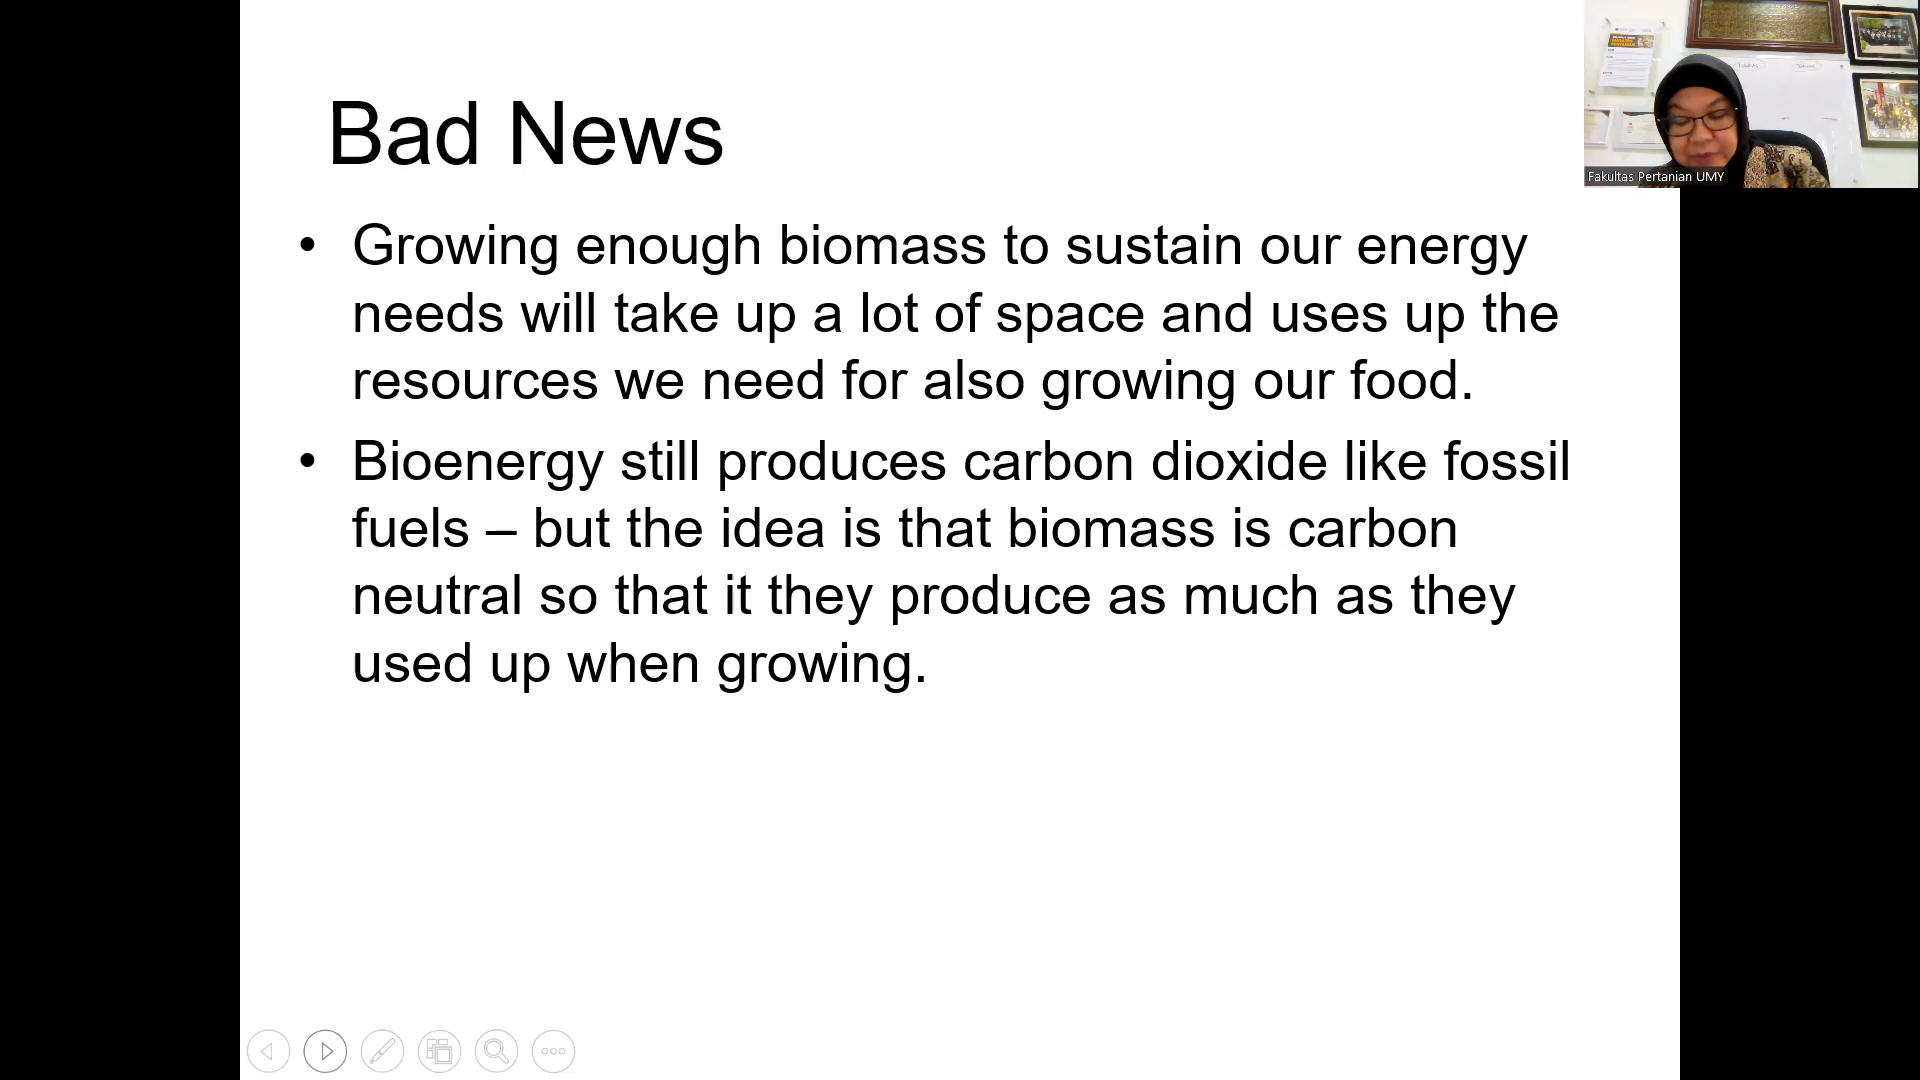 Bad News
• Growing enough biomass to sustain our energy
needs will take up a lot of space and uses up the
resources we need for also growing our food.
• Bioenergy still produces carbon dioxide like fossil
fuels – but the idea is that biomass is carbon
neutral so that it they produce as much as they
used up when growing.
Fakultas Pertanian UMY